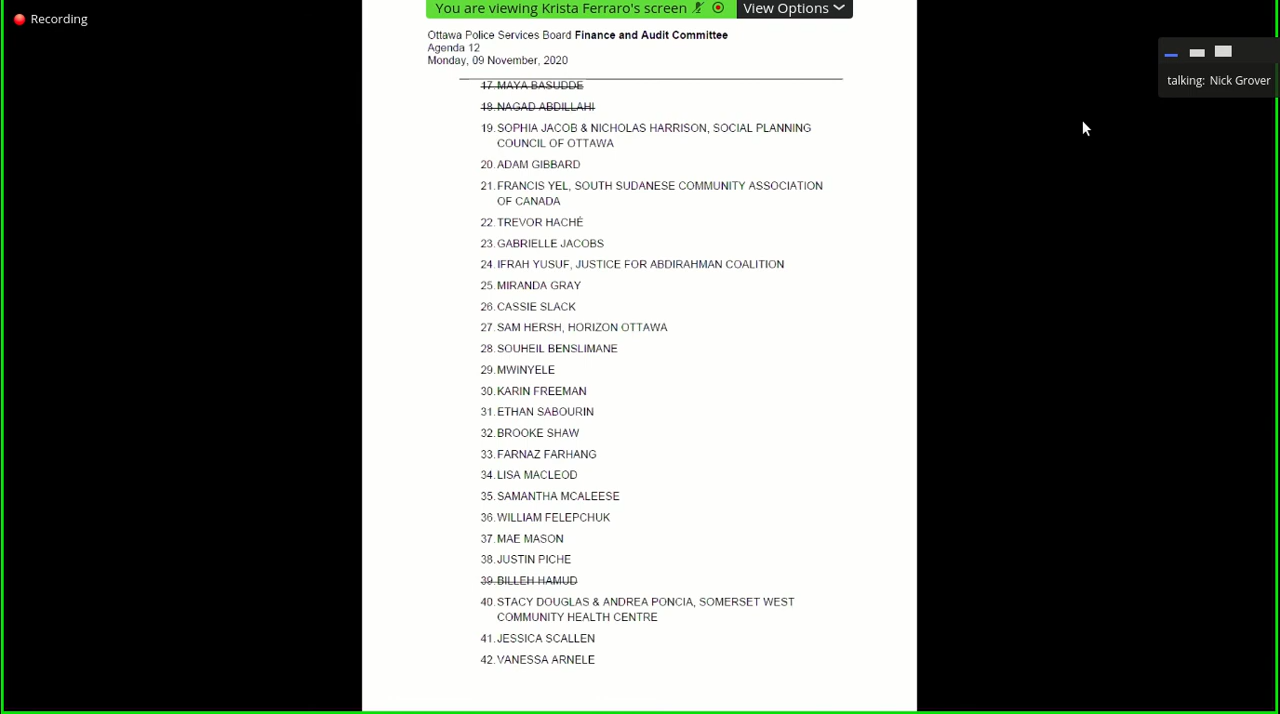 Recording
You are viewing Krista Ferraro's screen
View Options
talking: Nick Grover
Ottawa Police Services Board Finance and Audit Committee
Agenda 12
Monday, 09 November, 2020
17. MAYA BASUDDE
18. NAGAD ABDILLAHI
19. SOPHIA JACOB & NICHOLAS HARRISON, SOCIAL PLANNING
COUNCIL OF OTTAWA
20. ADAM GIBBARD
21. FRANCIS YEL, SOUTH SUDANESE COMMUNITY ASSOCIATION
OF CANADA
22. TREVOR HACHÉ
23. GABRIELLE JACOBS
24. IFRAH YUSUF, JUSTICE FOR ABDIRAHMAN COALITION
25. MIRANDA GRAY
26. CASSIE SLACK
27. SAM HERSH, HORIZON OTTAWA
28. SOUHEIL BENSLIMANE
29. MWINYELE
30. KARIN FREEMAN
31. ETHAN SABOURIN
32. BROOKE SHAW
33. FARNAZ FARHANG
34. LISA MACLEOD
35. SAMANTHA MCALEESE
36. WILLIAM FELEPCHUK
37. MAE MASON
38. JUSTIN PICHE
39. BILLEH HAMUD
40. STACY DOUGLAS & ANDREA PONCIA, SOMERSET WEST
COMMUNITY HEALTH CENTRE
41. JESSICA SCALLEN
42. VANESSA ARNELE